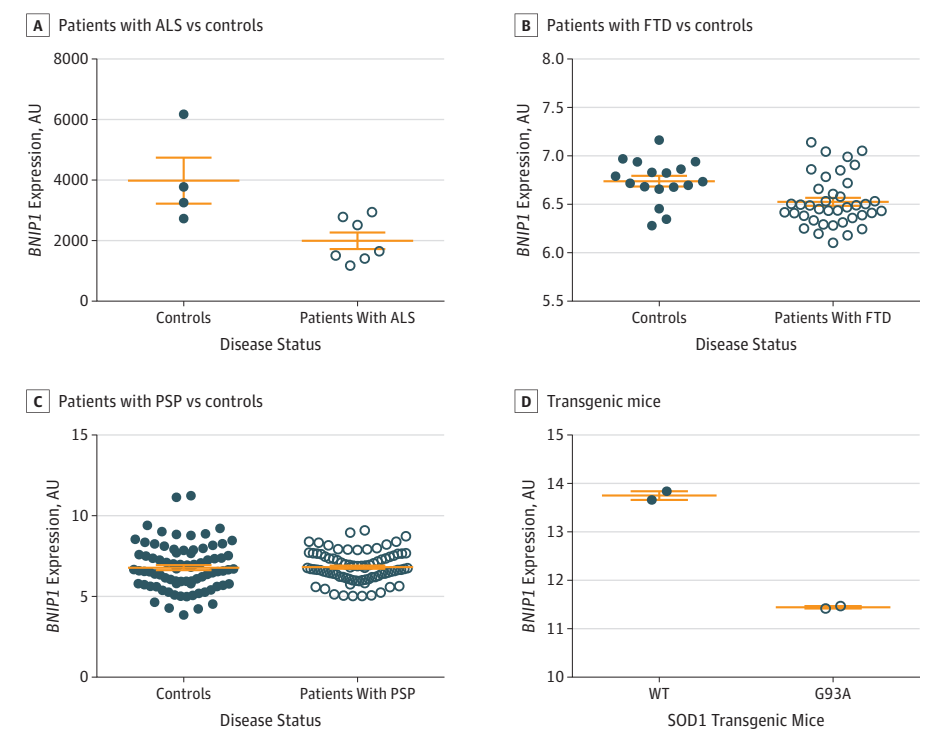 A Patients with ALS vs controls
8000
6000
4000
2000
0
BNIP1 Expression, AU
Controls
Patients With ALS
Disease Status
B Patients with FTD vs controls
8.0
7.5
7.0
6.5
6.0
5.5
BNIP1 Expression, AU
Controls
Patients With FTD
Disease Status
C Patients with PSP vs controls
15
10
5
0
BNIP1 Expression, AU
Controls
Patients With PSP
Disease Status
D Transgenic mice
15
14
13
12
11
10
BNIP1 Expression, AU
WT
G93A
SOD1 Transgenic Mice